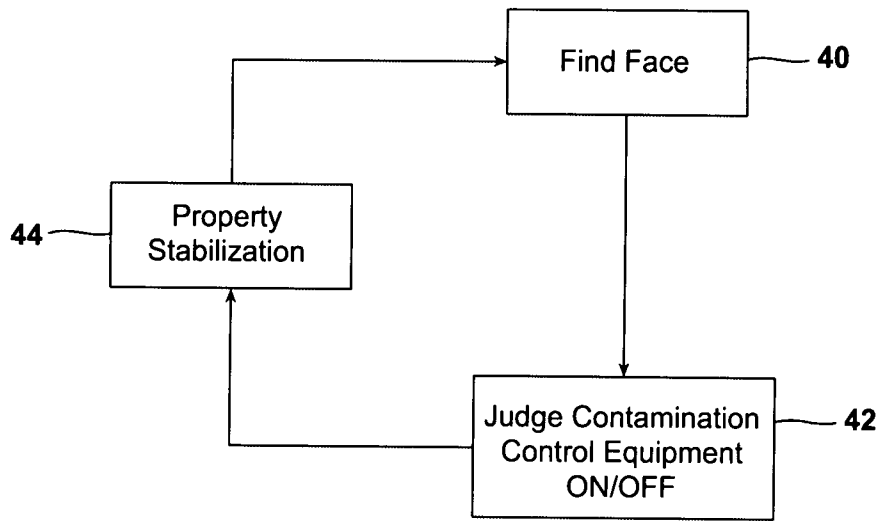 Find Face
40
Property
Stabilization
44
Judge Contamination
Control Equipment
ON/OFF
42